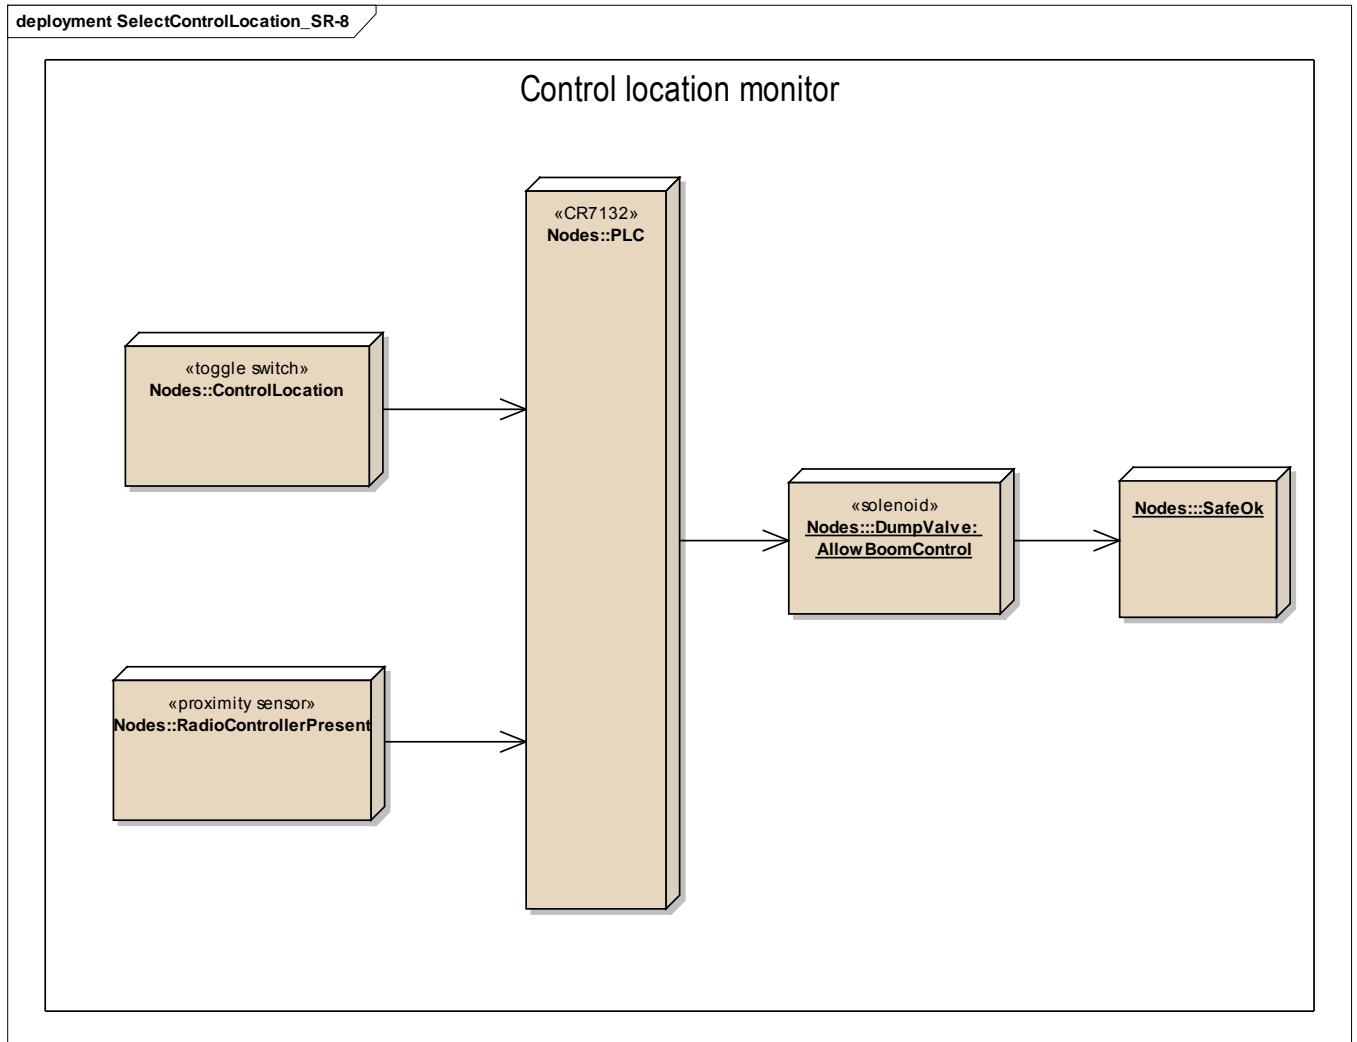 deployment SelectControlLocation_SR-8
Control location monitor
«CR7132»
Nodes::PLC
«toggle switch»
Nodes::ControlLocation
«solenoid»
Nodes:::DumpValve:
AllowBoomControl
Nodes:::SafeOk
«proximity sensor»
Nodes::RadioControllerPresent